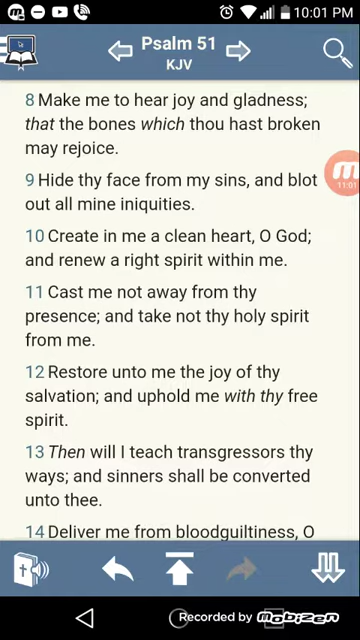 10:01 PM
Psalm 51
KJV
8 Make me to hear joy and gladness;
that the bones which thou hast broken
may rejoice.
11:01
9 Hide thy face from my sins, and blot
out all mine iniquities.
10 Create in me a clean heart, O God;
and renew a right spirit within me.
11 Cast me not away from thy
presence; and take not thy holy spirit
from me.
12 Restore unto me the joy of thy
salvation; and uphold me with thy free
spirit.
13 Then will I teach transgressors thy
ways; and sinners shall be converted
unto thee.
14 Deliver me from bloodguiltiness, O
Recorded by Mobizen